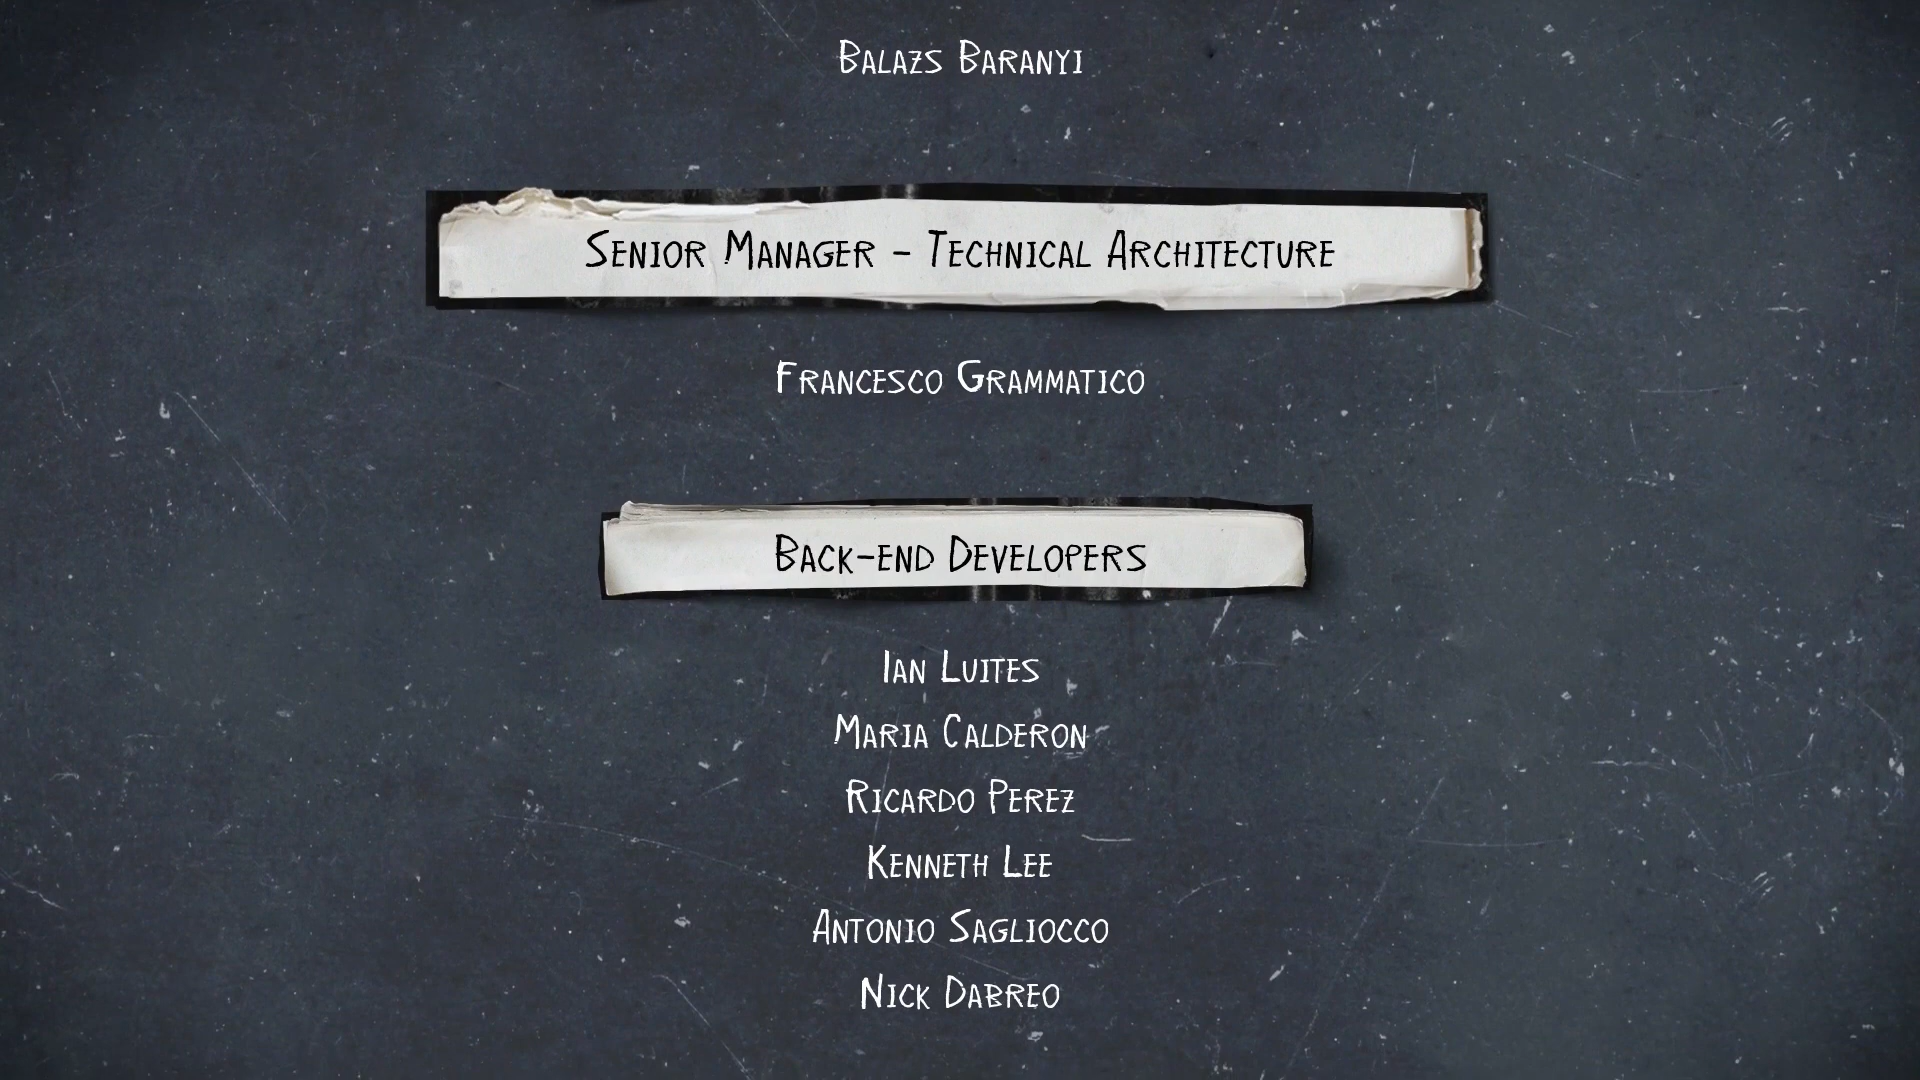 Balazs Baranyi
Senior Manager - Technical Architecture
Francesco Grammatico
Back-end Developers
Ian Luites
Maria Calderon
Ricardo Perez
Kenneth Lee
Antonio Sagliocco
Nick Dabreo